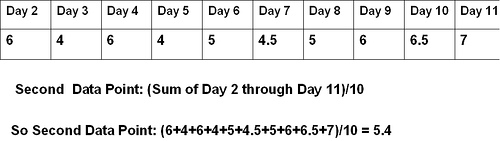 Day 2 Day 3 Day 4 Day 5 Day 6 Day 7 Day 8 Day 9 Day 10 Day 11
6 4 6 4 5 4.5 5 6 6.5 7
Second Data Point: (Sum of Day 2 through Day 11)/10
So Second Data Point: (6+4+6+4+5+4.5+5+6+6.5+7)/10 = 5.4